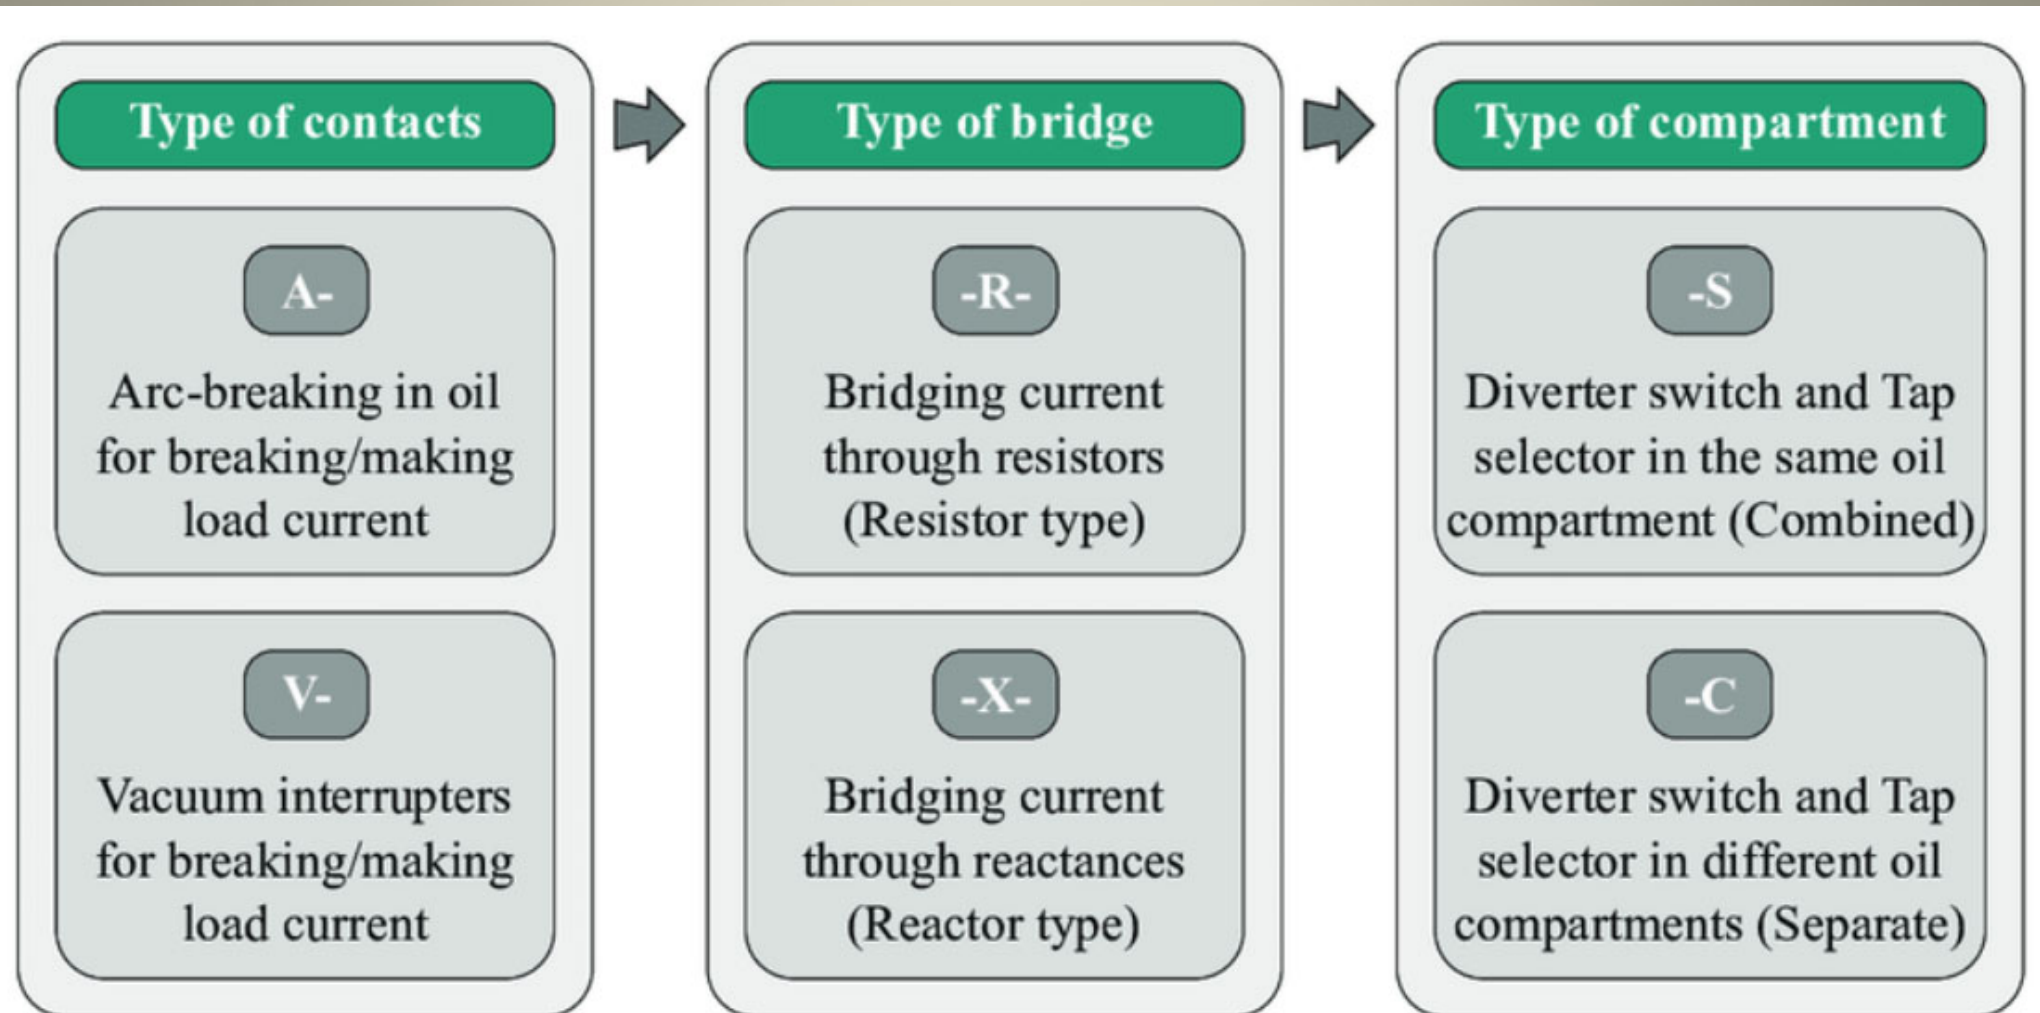 Type of contacts
A-
Arc-breaking in oil
for breaking/making
load current
V-
Vacuum interrupters
for breaking/making
load current
Type of bridge
-R-
Bridging current
through resistors
(Resistor type)
-X-
Bridging current
through reactances
(Reactor type)
Type of compartment
-S
Diverter switch and Tap
selector in the same oil
compartment (Combined)
-C
Diverter switch and Tap
selector in different oil
compartments (Separate)